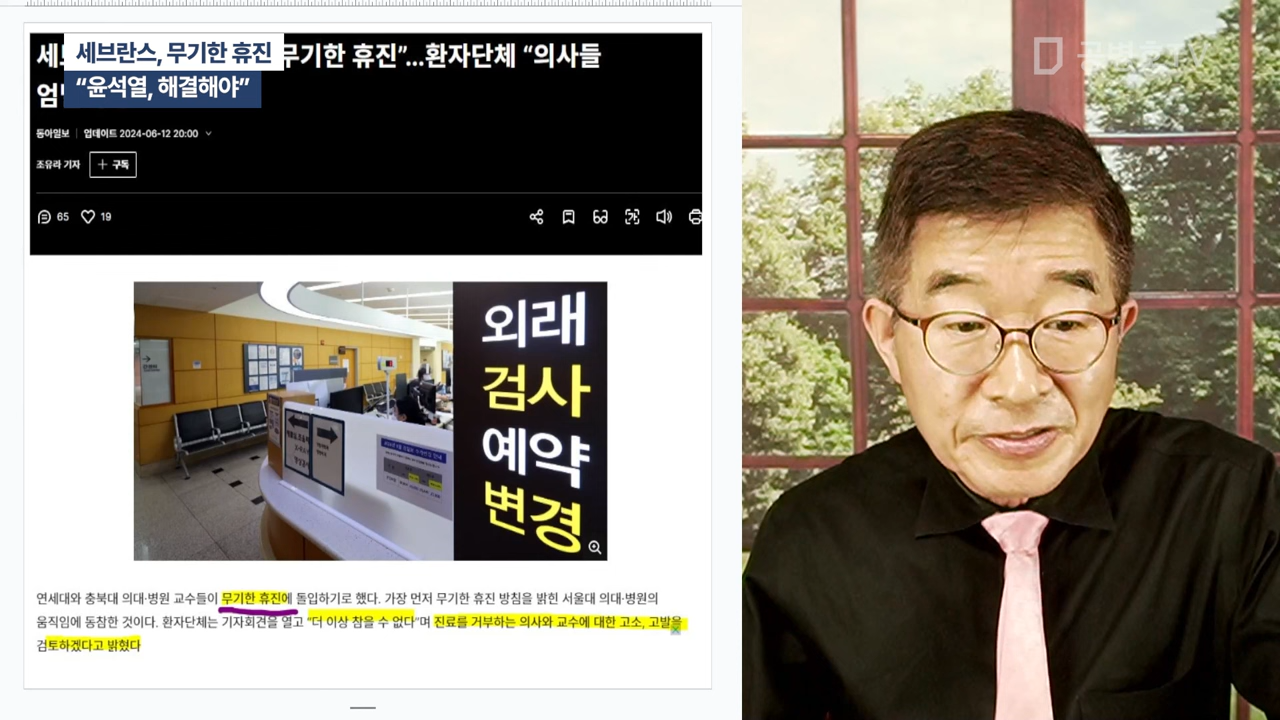 세브란스, 무기한 휴진
“윤석열, 해결해야”
무기한 휴진”...환자단체 “의사들
동아일보 업데이트 2024-06-12 20:00
조유라 기자 + 구독
65 19
외래
검사
예약
변경
연세대와 충북대 의대·병원 교수들이 무기한 휴진에 돌입하기로 했다. 가장 먼저 무기한 휴진 방침을 밝힌 서울대 의대·병원의
움직임에 동참한 것이다. 환자단체는 기자회견을 열고 “더 이상 참을 수 없다”며 진료를 거부하는 의사와 교수에 대한 고소, 고발을
검토하겠다고 밝혔다
공병호TV